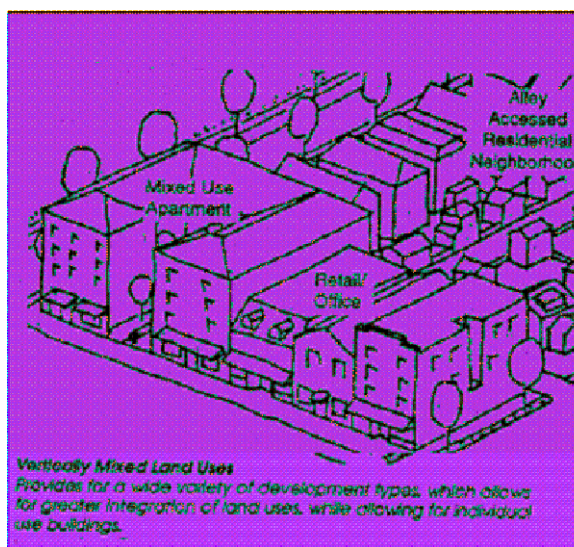 Alley
Accessed
Residential
Neighborhoo
Mixed Use
Apartment
Retail/
Office
Vertically Mixed Land Uses
Provides for a wide variety of development types, which allows
for greater integration of land uses, while allowing for individual
use buildings.